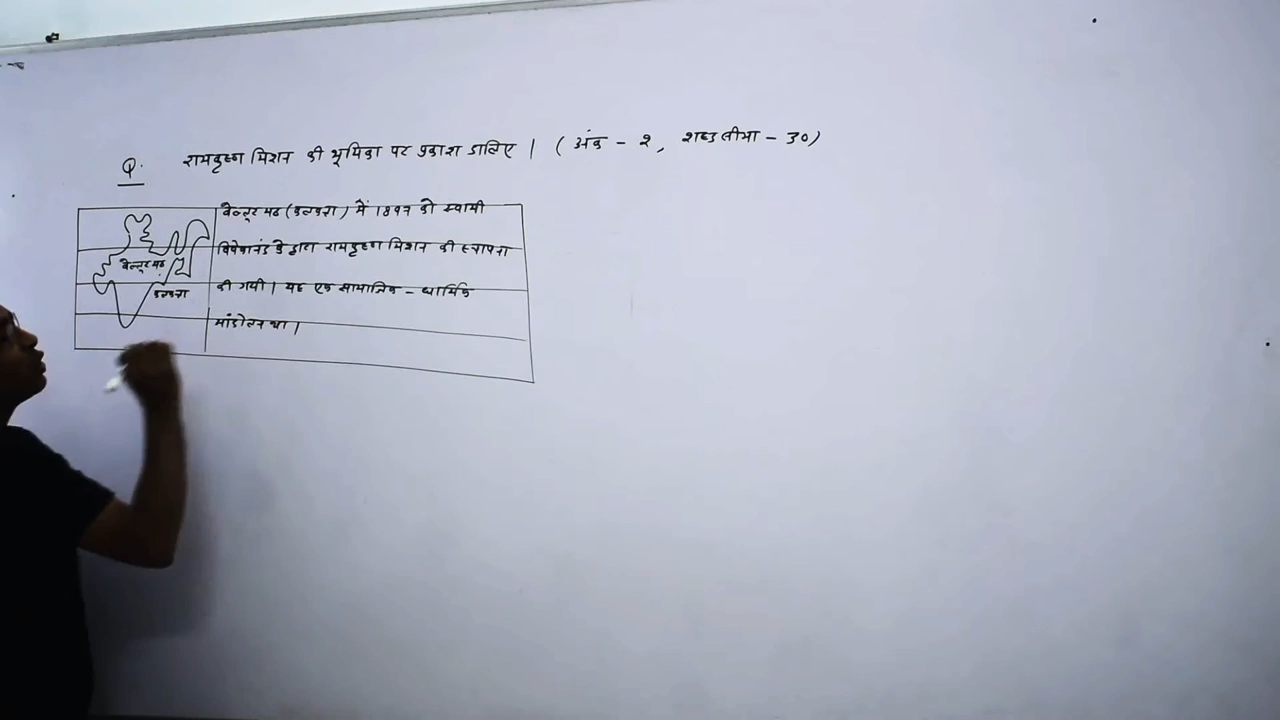 Q. रामकृष्ण मिशन की भूमिका पर प्रकाश डालिए । ( अंक - 2, शब्द सीमा - 30)
बेल्लूर मठ (कलकत्ता) में 1897 को स्वामी
विवेकानंद के द्वारा रामकृष्ण मिशन की स्थापना
की गयी । यह एक सामाजिक - धार्मिक
आंदोलन था ।
बेल्लूर मठ
कलकत्ता